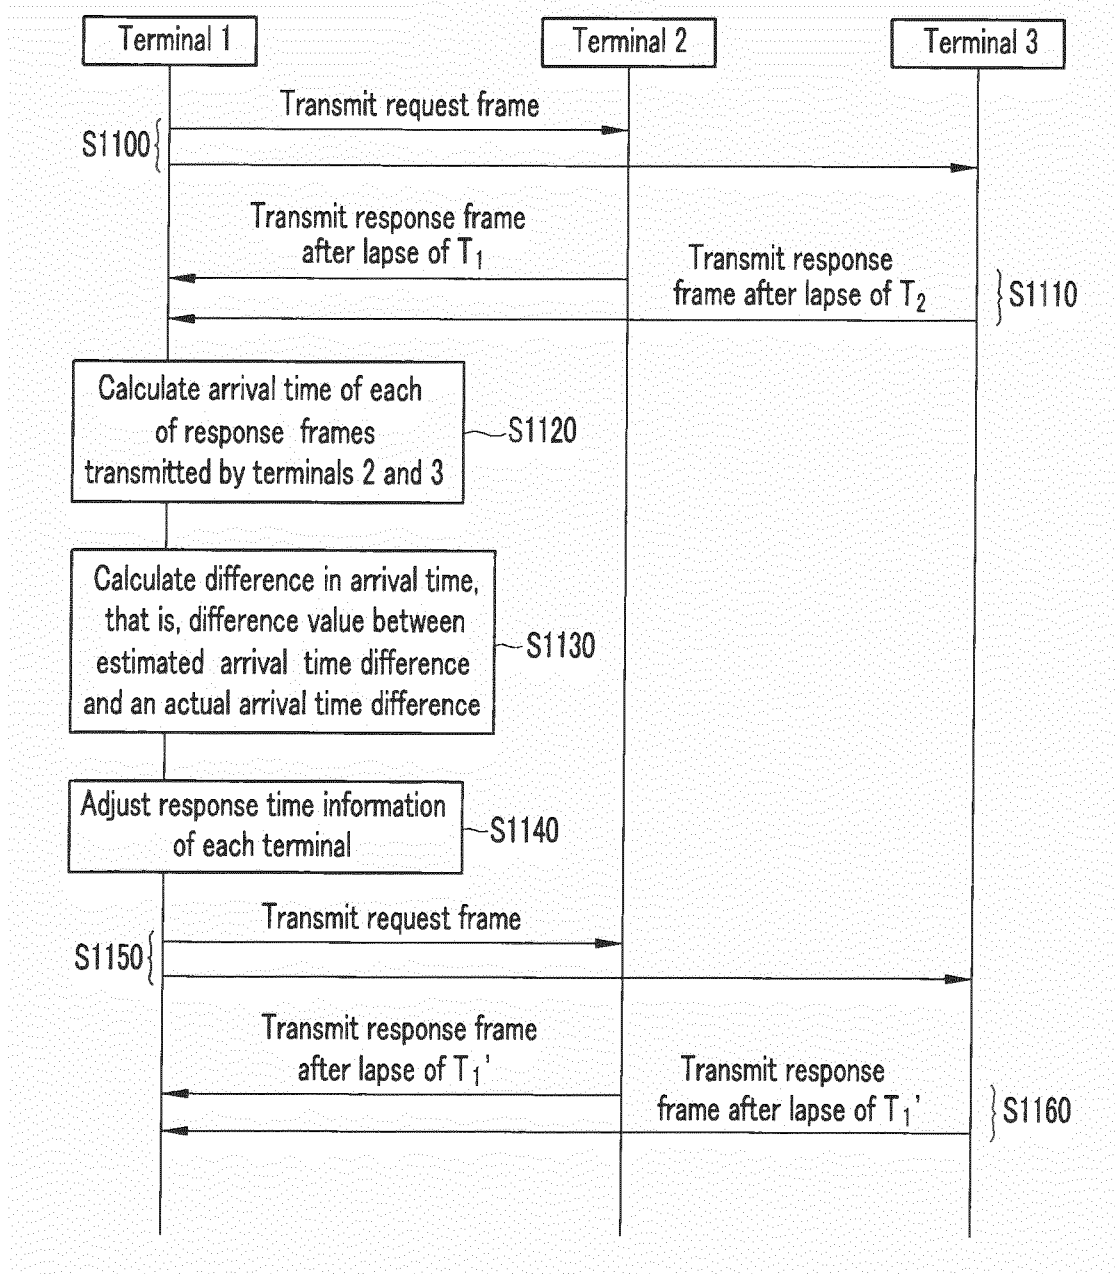 Terminal 1
Terminal 2
Terminal 3
Transmit request frame
S1100
Transmit response frame
after lapse of T1
Transmit response
frame after lapse of T2
S1110
Calculate arrival time of each
of response frames
transmitted by terminals 2 and 3
S1120
Calculate difference in arrival time,
that is, difference value between
estimated arrival time difference
and an actual arrival time difference
S1130
Adjust response time information
of each terminal
S1140
Transmit request frame
S1150
Transmit response frame
after lapse of T1'
Transmit response
frame after lapse of T1'
S1160